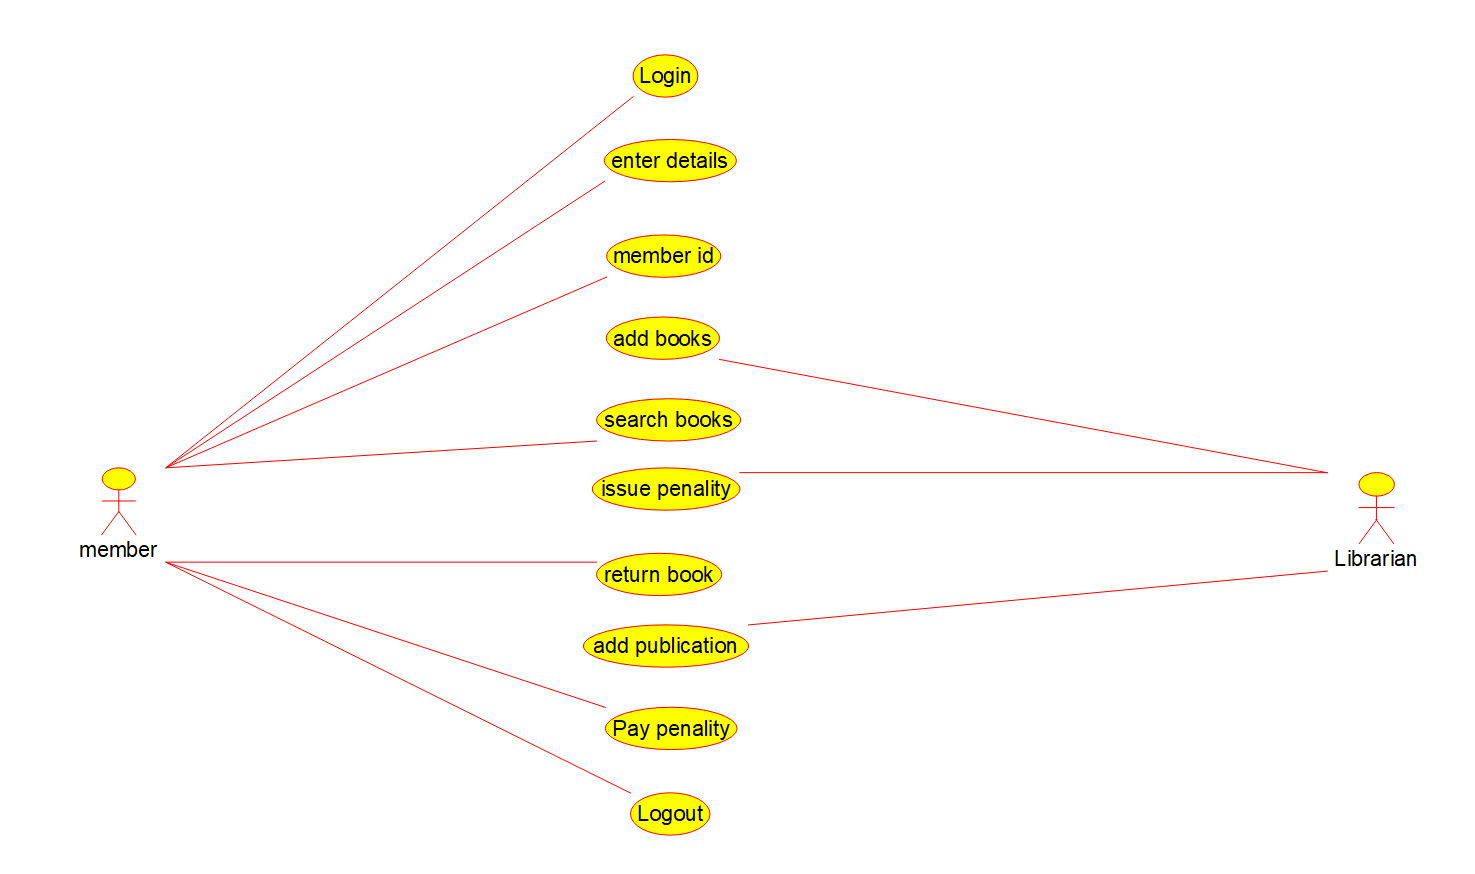 Login
enter details
member id
add books
search books
issue penality
member
Librarian
return book
add publication
Pay penality
Logout